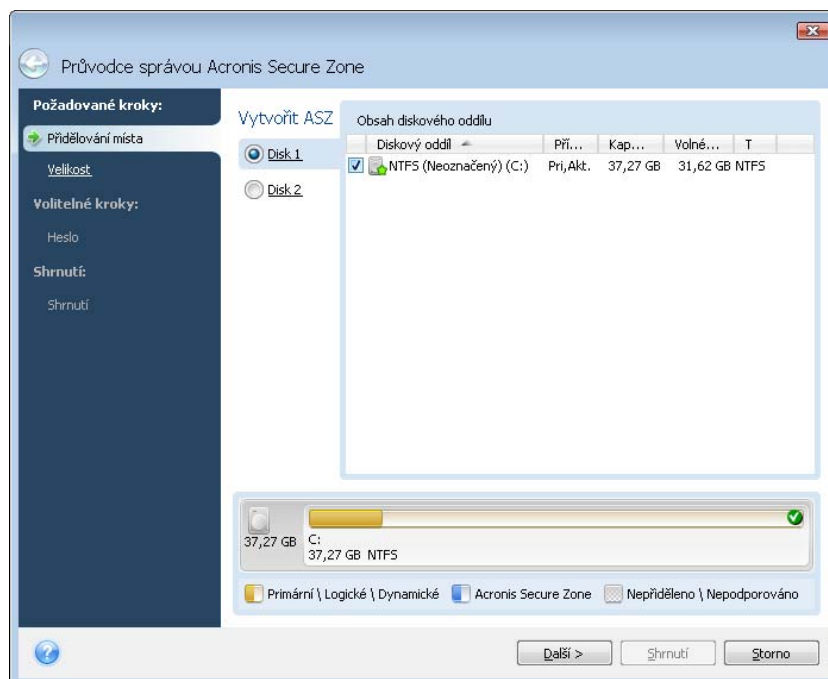 Průvodce správou Acronis Secure Zone
Požadované kroky:
Přidělování místa
Velikost
Volitelné kroky:
Heslo
Shrnutí:
Shrnutí
Vytvořit ASZ
Disk 1
Disk 2
Obsah diskového oddílu
Diskový oddíl Pří... Kap... Volné... T
NTFS (Neoznačený) (C:) Pri,Akt. 37,27 GB 31,62 GB NTFS
37,27 GB
C:
37,27 GB NTFS
Primární \ Logické \ Dynamické Acronis Secure Zone Nepřiděleno \ Nepodporováno
Další > Shrnutí Storno